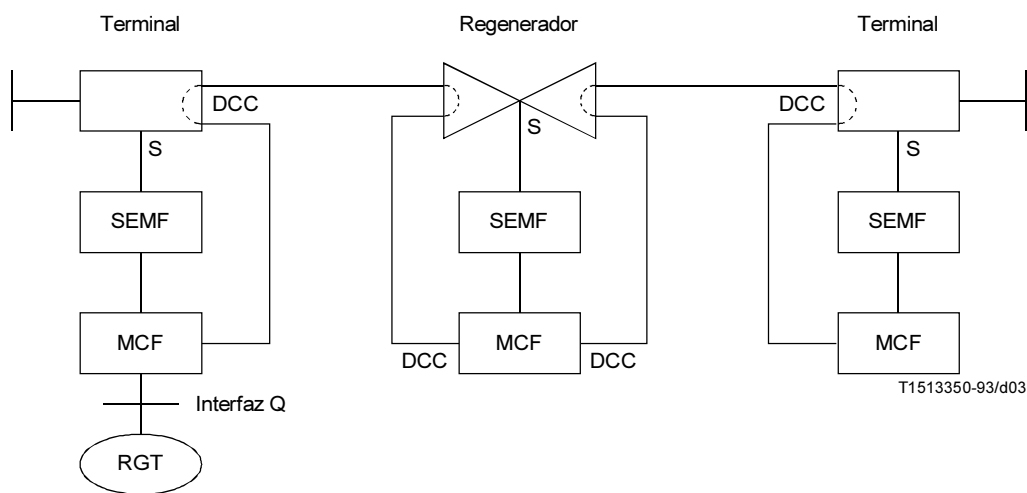 Terminal
Regenerador
Terminal
DCC
DCC
S
S
S
SEMF
SEMF
SEMF
MCF
MCF
MCF
DCC
DCC
T1513350-93/d03
Interfaz Q
RGT